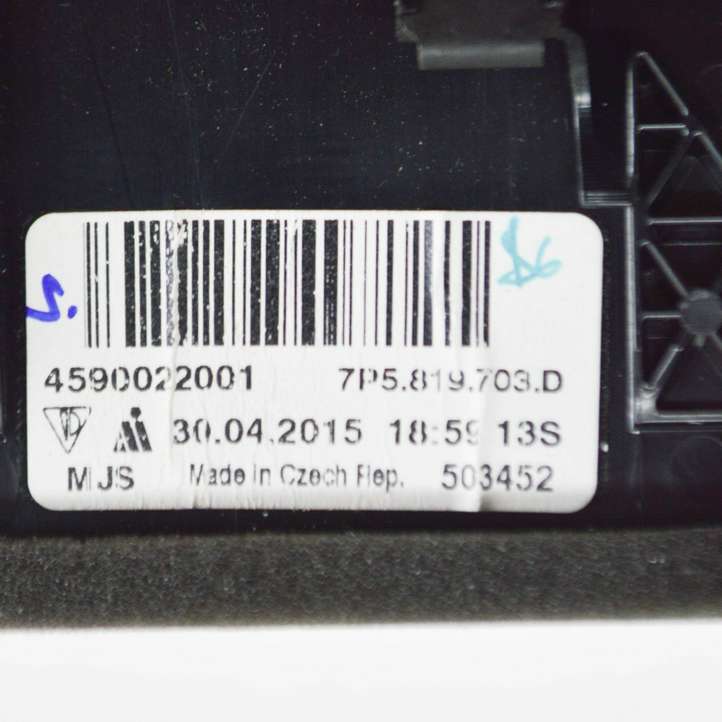 4590022001 7P5.819.703.D
30.04.2015 18:59 13S
MJS Made in Czech Rep. 503452